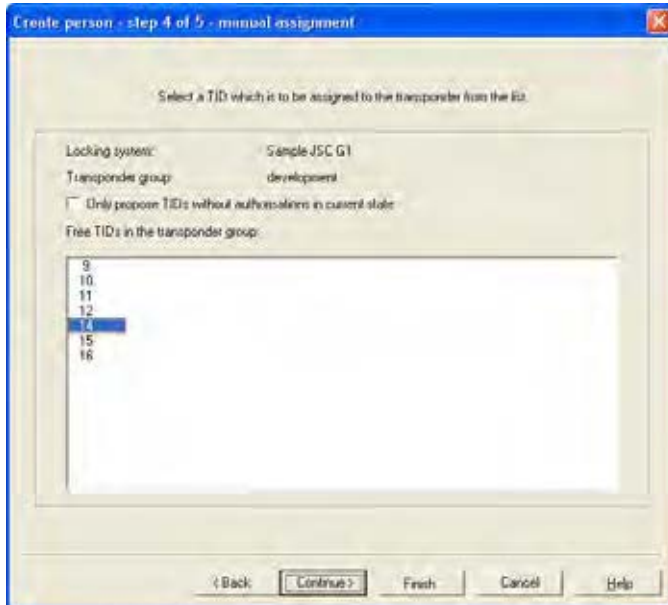 Create person - step 4 of 5 - manual assignment
Select a TID which is to be assigned to the transponder from the list.
Locking system: Sample JSC G1
Transponder group: development
Only propose TIDs without authorisations in current state
Free TIDs in the transponder group:
9
10
11
12
14
15
16
< Back Continue > Finish Cancel Help